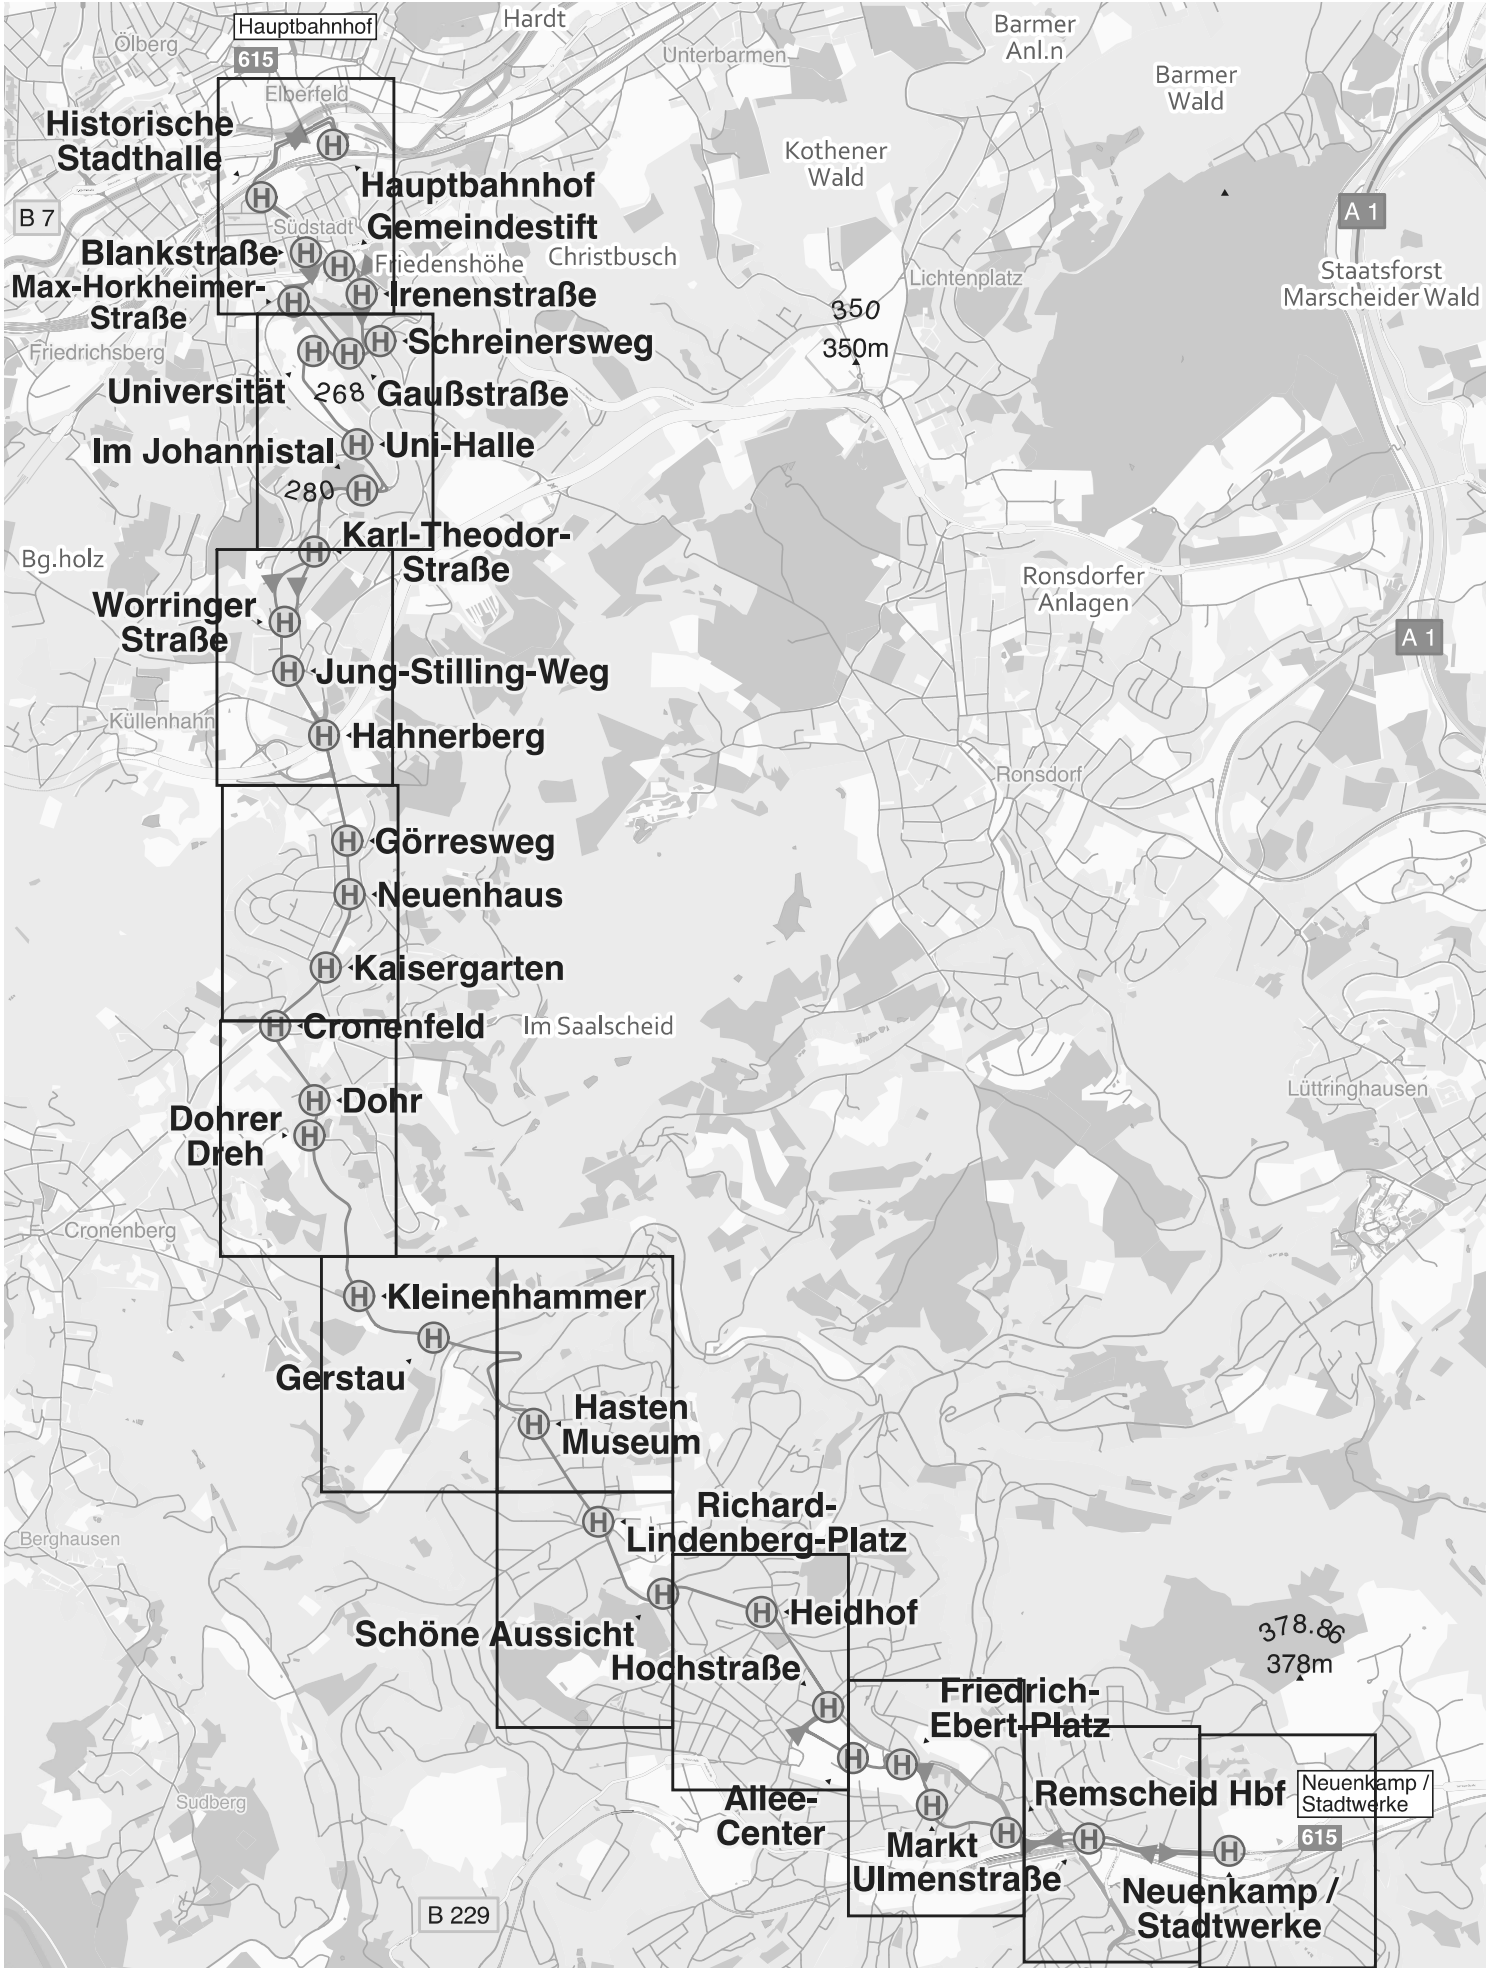 Hauptbahnhof
615
Hardt
Ölberg
Unterbarmen
Barmer
Anl.n
Barmer
Wald
Elberfeld
Historische
Stadthalle
H
Kothener
Wald
Hauptbahnhof
H
B 7
A 1
Südstadt
Gemeindestift
Blankstraße
H
H
Friedenshöhe
Christbusch
Lichtenplatz
Staatsforst
Marscheider Wald
Max-Horkheimer-
Straße
H
H
Irenenstraße
350
350m
Friedrichsberg
H
H
H
Schreinersweg
Universität
268
Gaußstraße
Im Johannistal
H
Uni-Halle
280
H
Karl-Theodor-
Straße
H
Bg.holz
Ronsdorfer
Anlagen
Worringer
Straße
H
A 1
H
Jung-Stilling-Weg
Küllenhahn
H
Hahnerberg
Ronsdorf
H
Görresweg
H
Neuenhaus
H
Kaisergarten
H
Cronenfeld
Im Saalscheid
Lüttringhausen
H
Dohr
Dohrer
Dreh
H
Cronenberg
H
Kleinenhammer
H
Gerstau
Hasten
Museum
H
Berghausen
Richard-
Lindenberg-Platz
H
H
H
Heidhof
Schöne Aussicht
Hochstraße
378.86
378m
H
Friedrich-
Ebert-Platz
H
H
Sudberg
Allee-
Center
H
Remscheid Hbf
Neuenkamp /
Stadtwerke
615
H
H
H
Markt
Ulmenstraße
Neuenkamp /
Stadtwerke
B 229